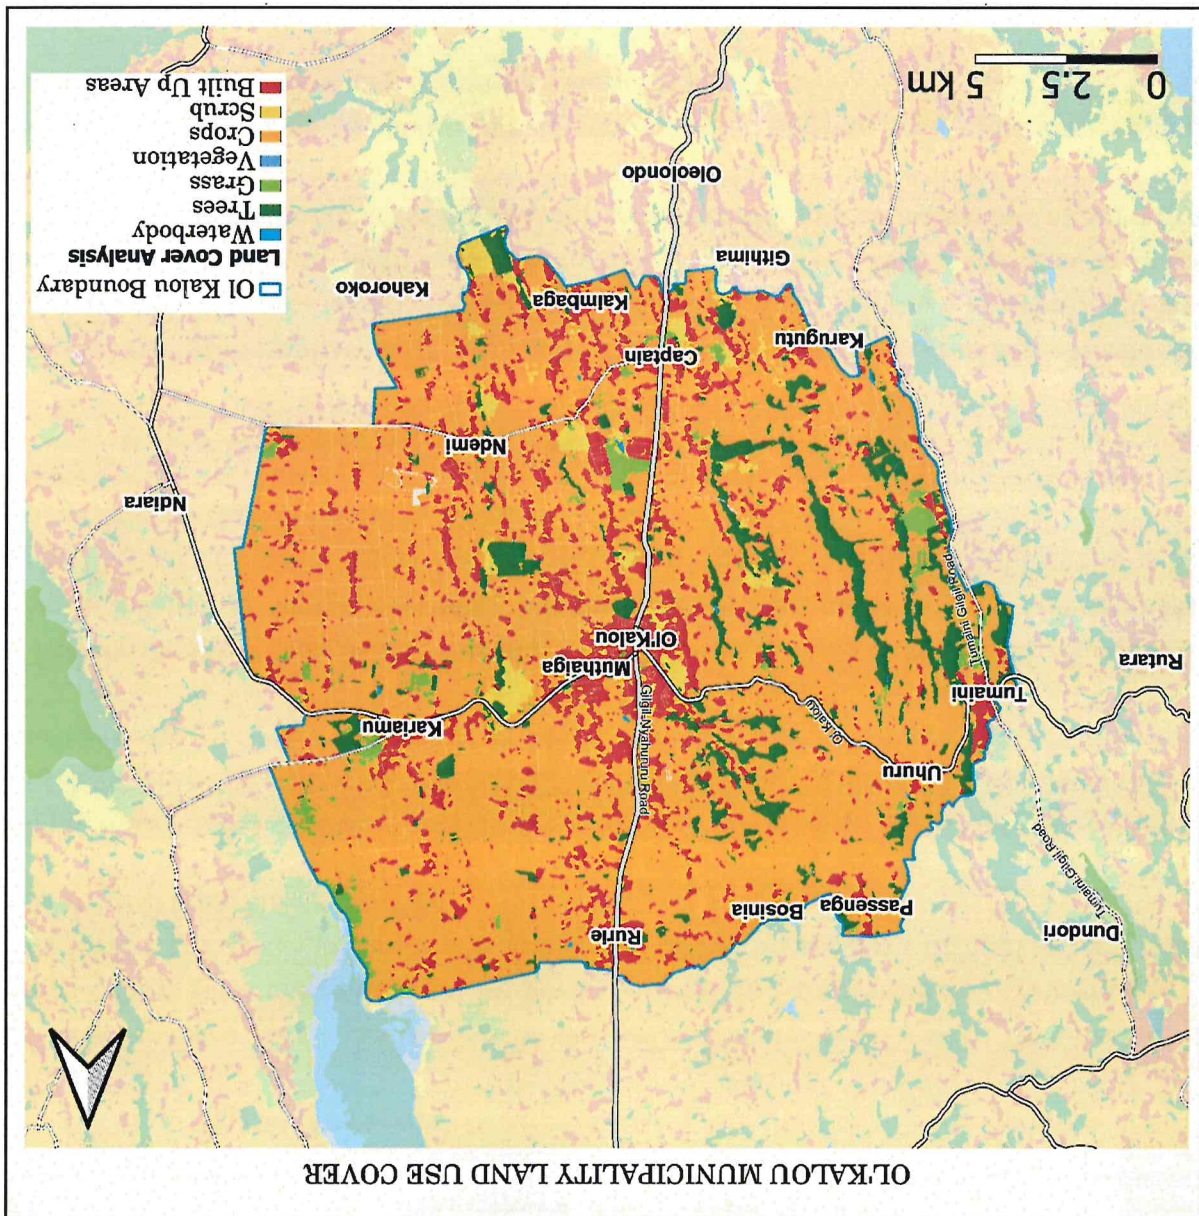 OL'KALOU MUNICIPALITY LAND USE COVER
Dundori
Passenga
Bosinia
Rurie
Tumaini Gilgil Road
Uhuru
Gilgil Nyahururu Road
Ol Kalou
Kariamu
Tumaini
Rutara
Muthaiga
Ol'Kalou
Tumaini Gilgil Road
Ndiara
Ndemi
Captain
Karugutu
Kaimbaga
Kahoroko
Githima
Oleolondo
Ol Kalou Boundary
Land Cover Analysis
Waterbody
Trees
Grass
Vegetation
Crops
Scrub
Built Up Areas
0 2.5 5 km